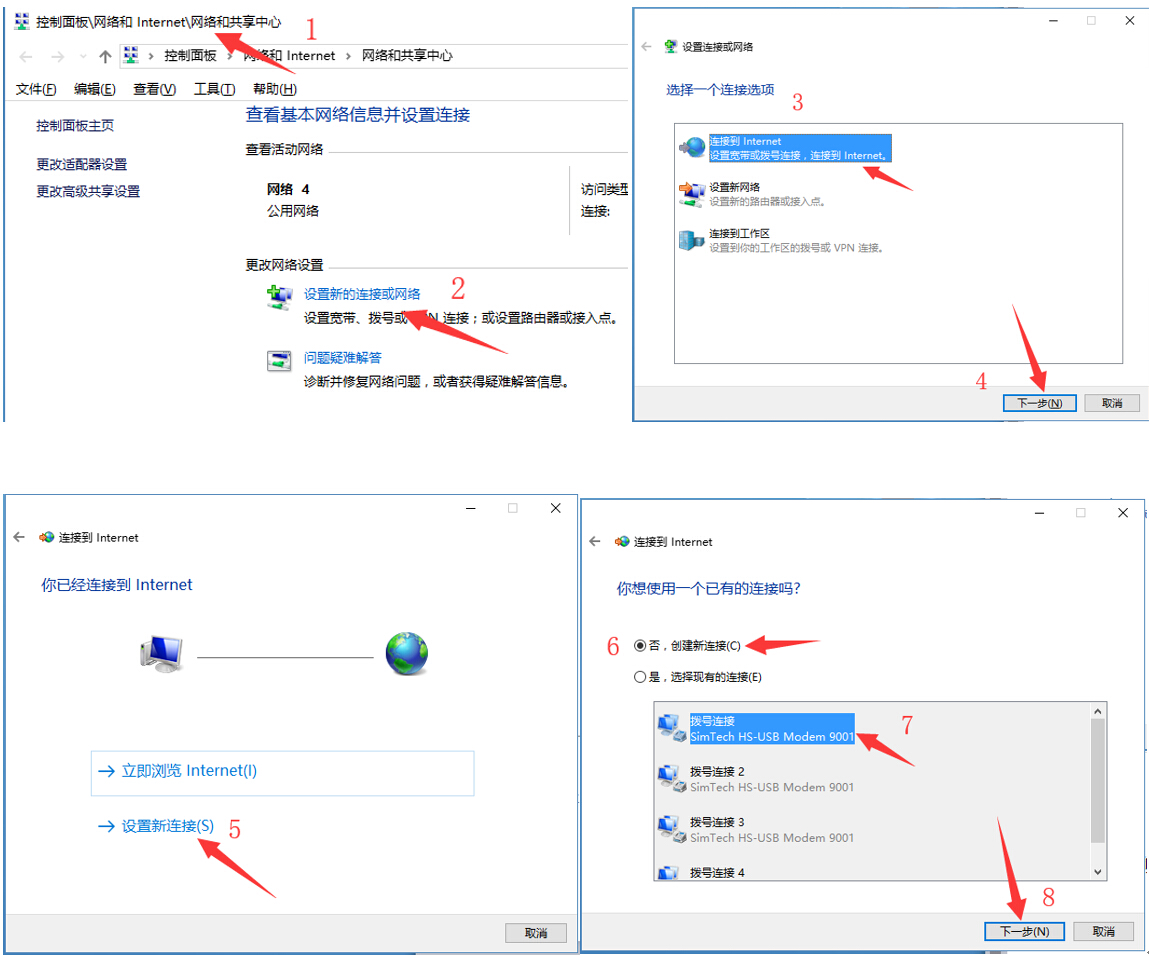 控制面板\网络和 Internet\网络和共享中心
1
控制面板 > 网络和 Internet > 网络和共享中心
文件(F) 编辑(E) 查看(V) 工具(T) 帮助(H)
控制面板主页
更改适配器设置
更改高级共享设置
查看基本网络信息并设置连接
查看活动网络
网络 4
公用网络
访问类型
连接:
更改网络设置
设置新的连接或网络
2
设置宽带、拨号或 VPN 连接；或设置路由器或接入点。
问题疑难解答
诊断并修复网络问题，或者获得疑难解答信息。
设置连接或网络
选择一个连接选项
3
连接到 Internet
设置宽带或拨号连接，连接到 Internet。
设置新网络
设置新的路由器或接入点。
连接到工作区
设置到你的工作区的拨号或 VPN 连接。
4
下一步(N) 取消
连接到 Internet
你已经连接到 Internet
立即浏览 Internet(I)
设置新连接(S)
5
取消
连接到 Internet
你想使用一个已有的连接吗?
6
否，创建新连接(C)
是，选择现有的连接(E)
拨号连接
SimTech HS-USB Modem 9001
7
拨号连接 2
SimTech HS-USB Modem 9001
拨号连接 3
SimTech HS-USB Modem 9001
拨号连接 4
8
下一步(N) 取消